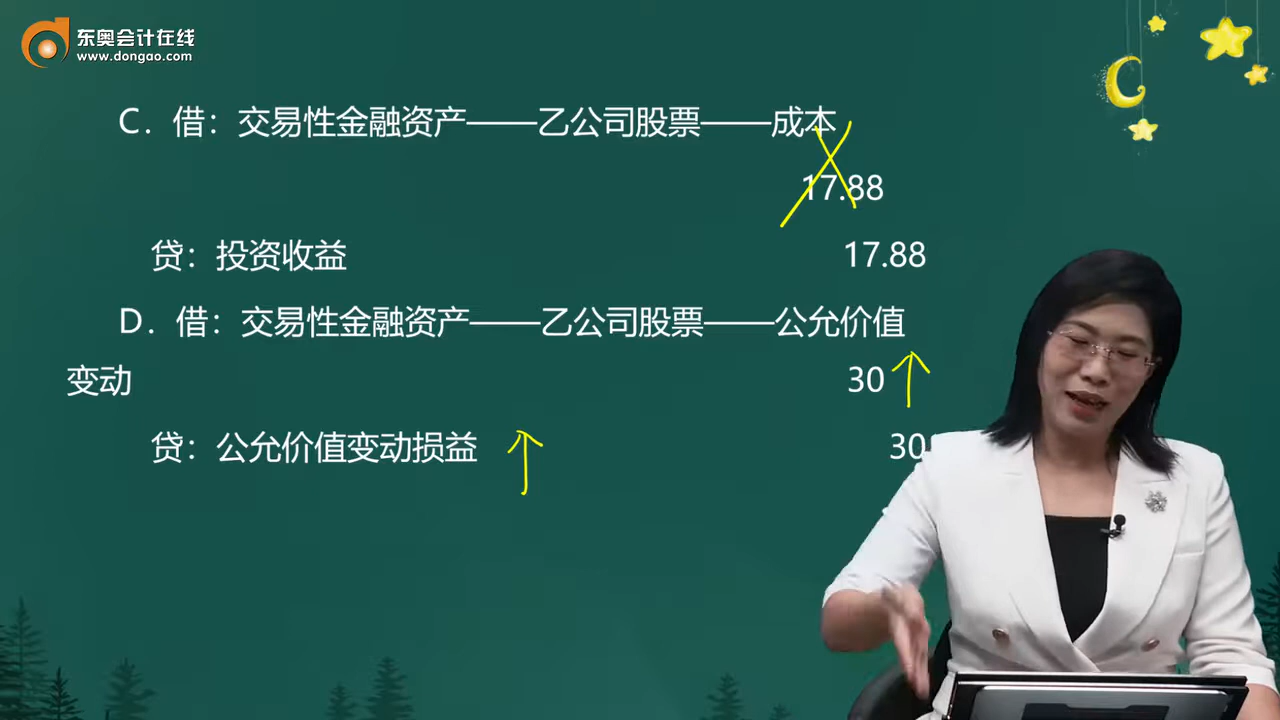 东奥会计在线
www.dongao.com
C．借：交易性金融资产——乙公司股票——成本
17.88
贷：投资收益 17.88
D．借：交易性金融资产——乙公司股票——公允价值
变动 30
贷：公允价值变动损益 30